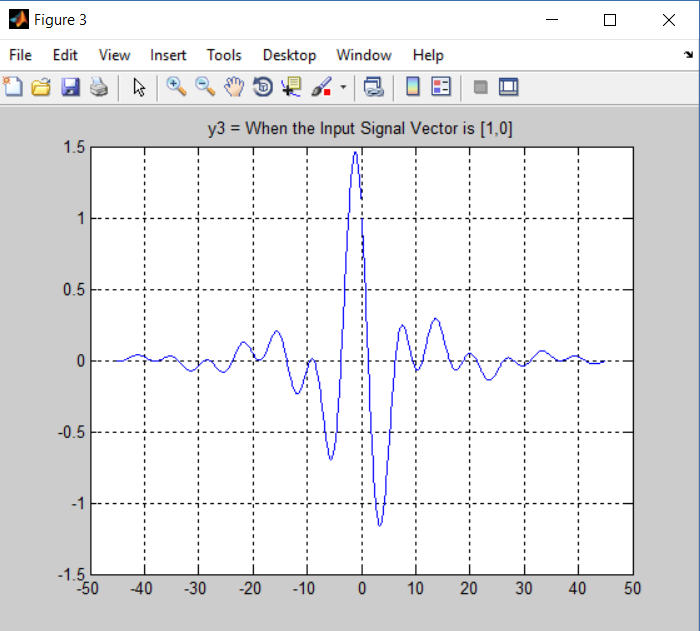 Figure 3
File Edit View Insert Tools Desktop Window Help
y3 = When the Input Signal Vector is [1,0]
1.5
1
0.5
0
-0.5
-1
-1.5
-50 -40 -30 -20 -10 0 10 20 30 40 50